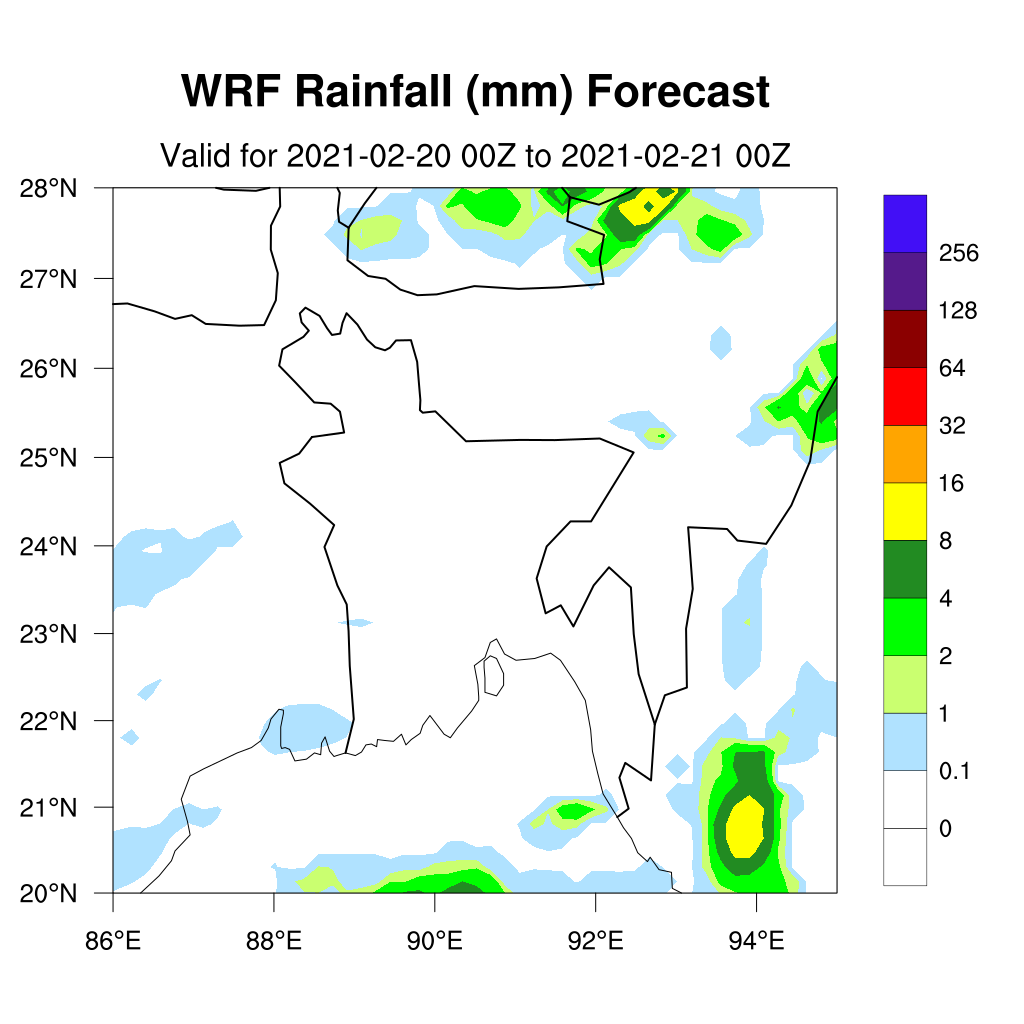 WRF Rainfall (mm) Forecast
Valid for 2021-02-20 00Z to 2021-02-21 00Z
28°N
27°N
26°N
25°N
24°N
23°N
22°N
21°N
20°N
86°E 88°E 90°E 92°E 94°E
256
128
64
32
16
8
4
2
1
0.1
0